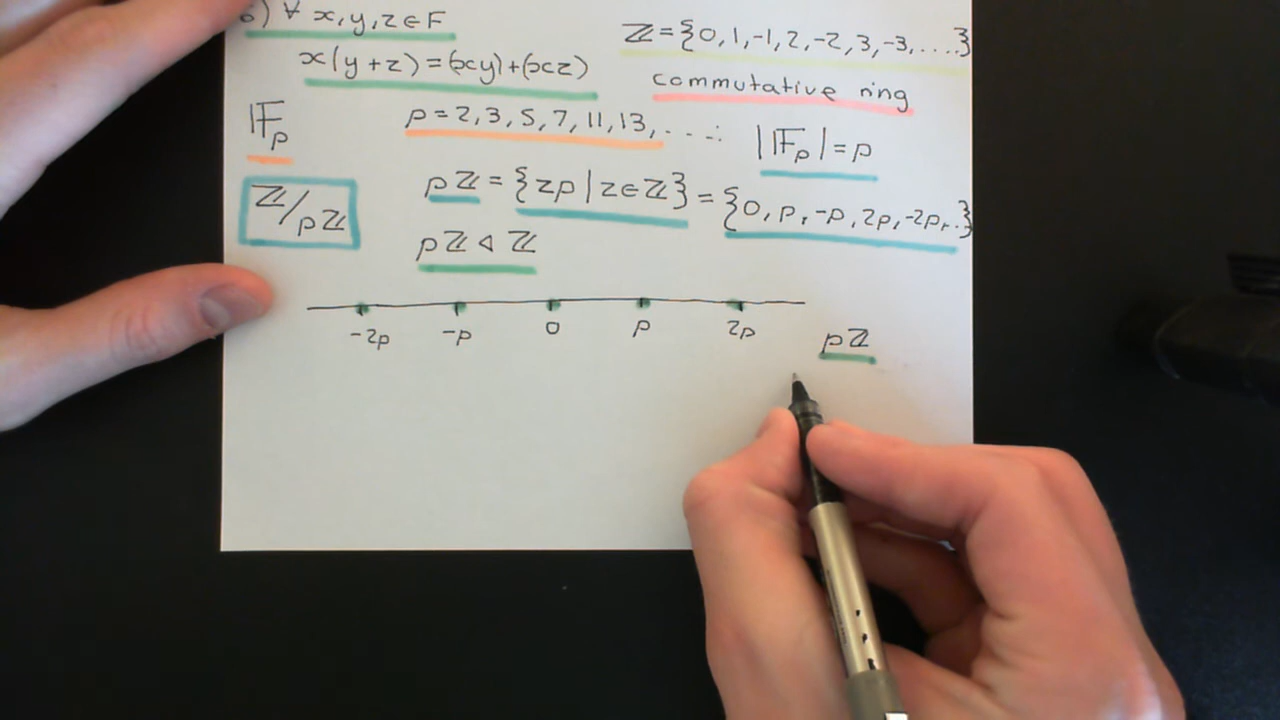 6) ∀ x,y,z∈F
x(y+z)=(xy)+(xz)
ℤ={0,1,-1,2,-2,3,-3,....}
commutative ring
𝔽p
p=2,3,5,7,11,13,....
|𝔽p|=p
ℤ/pℤ
pℤ={zp|z∈ℤ}={0,p,-p,2p,-2p,..}
pℤ ◁ ℤ
-2p -p 0 p 2p
pℤ